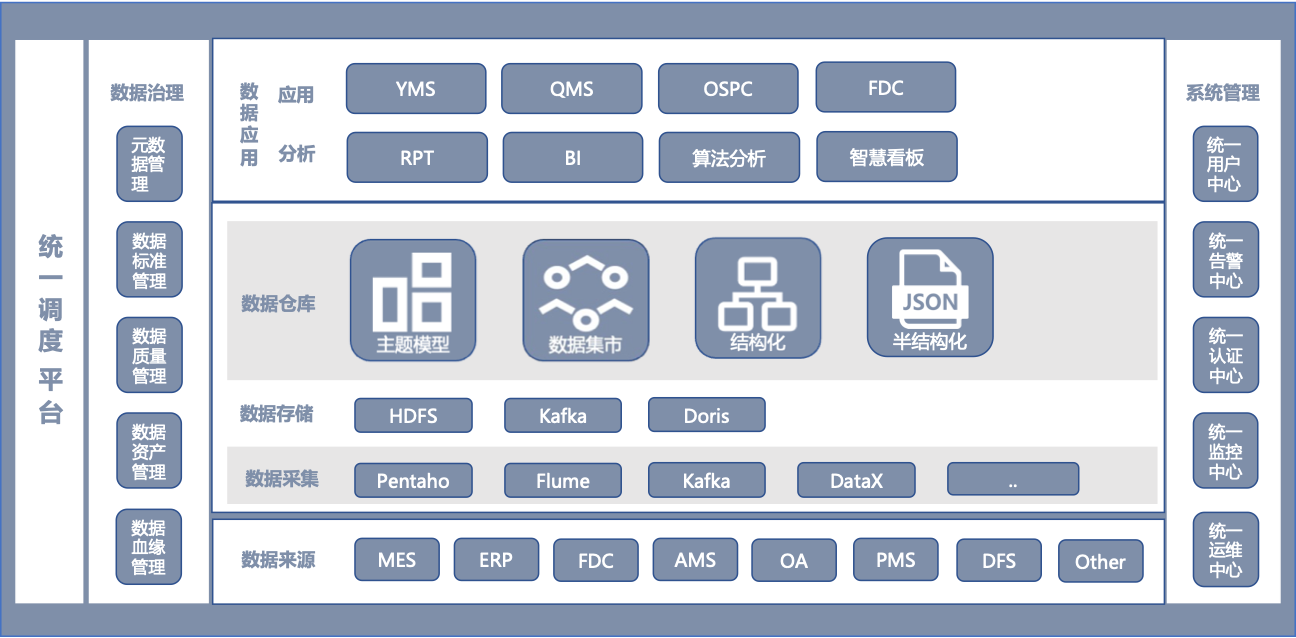 统一调度平台
数据治理
元数
据管
理
数据
标准
管理
数据
质量
管理
数据
资产
管理
数据
血缘
管理
数据应用
应用
YMS
QMS
OSPC
FDC
分析
RPT
BI
算法分析
智慧看板
数据仓库
主题模型
数据集市
结构化
JSON
半结构化
数据存储
HDFS
Kafka
Doris
数据采集
Pentaho
Flume
Kafka
DataX
..
数据来源
MES
ERP
FDC
AMS
OA
PMS
DFS
Other
系统管理
统一
用户
中心
统一
告警
中心
统一
认证
中心
统一
监控
中心
统一
运维
中心